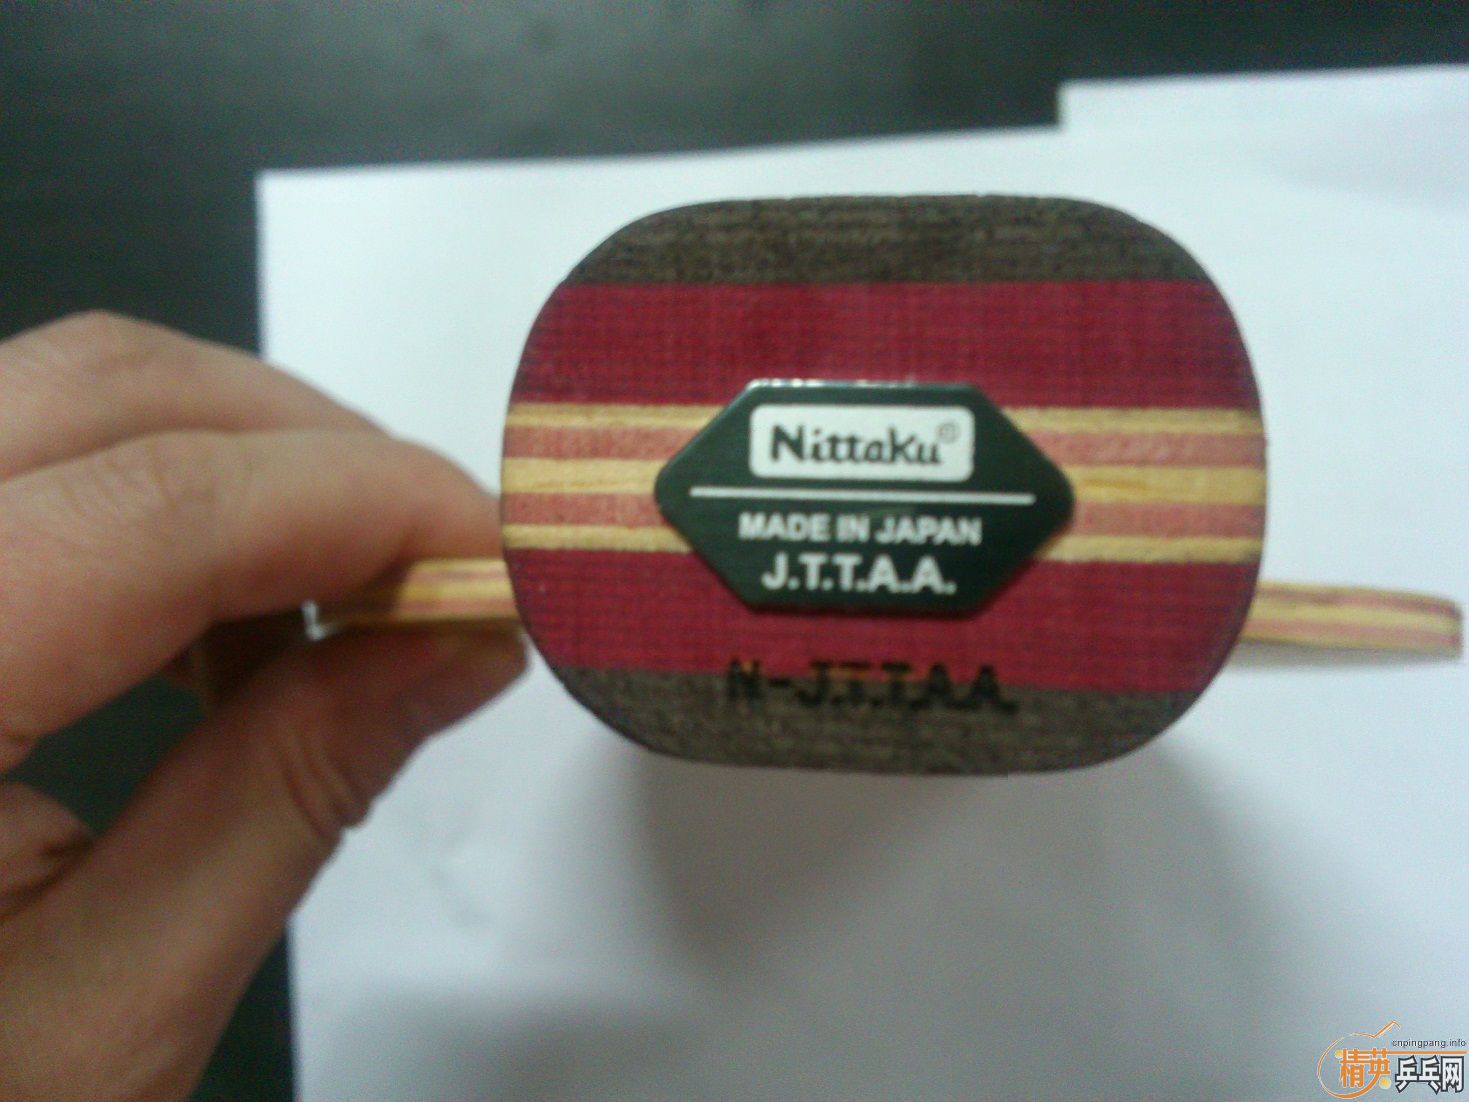 Nittaku®
MADE IN JAPAN
J.T.T.A.A.
N-J.T.T.A.A.
cnpingpang.info
精英乒乓网